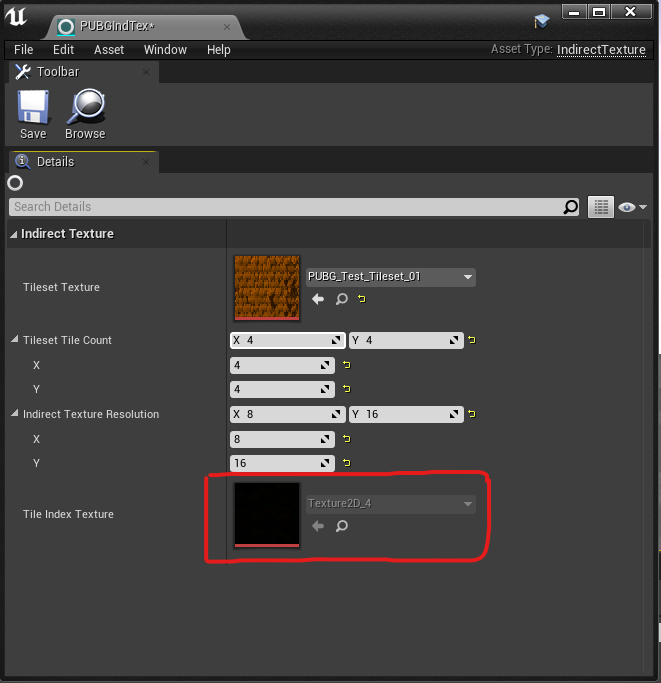 PUBGIndTex*
File Edit Asset Window Help Asset Type: IndirectTexture
Toolbar
Save Browse
Details
Search Details
Indirect Texture
Tileset Texture PUBG_Test_Tileset_01
Tileset Tile Count X 4 Y 4
X 4
Y 4
Indirect Texture Resolution X 8 Y 16
X 8
Y 16
Tile Index Texture Texture2D_4